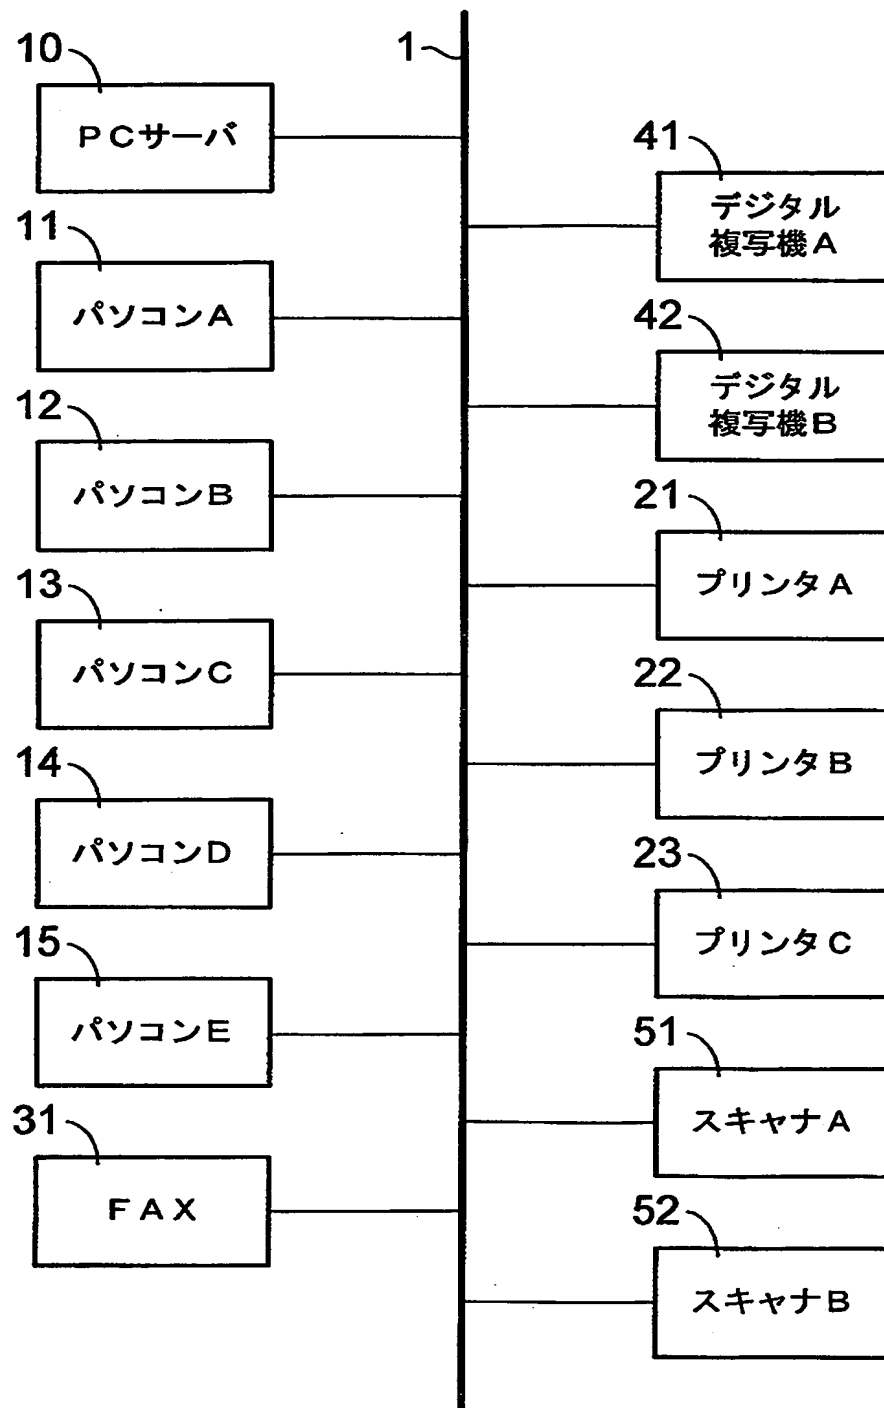 1
10
PCサーバ
11
パソコンA
12
パソコンB
13
パソコンC
14
パソコンD
15
パソコンE
31
FAX
41
デジタル
複写機A
42
デジタル
複写機B
21
プリンタA
22
プリンタB
23
プリンタC
51
スキャナA
52
スキャナB